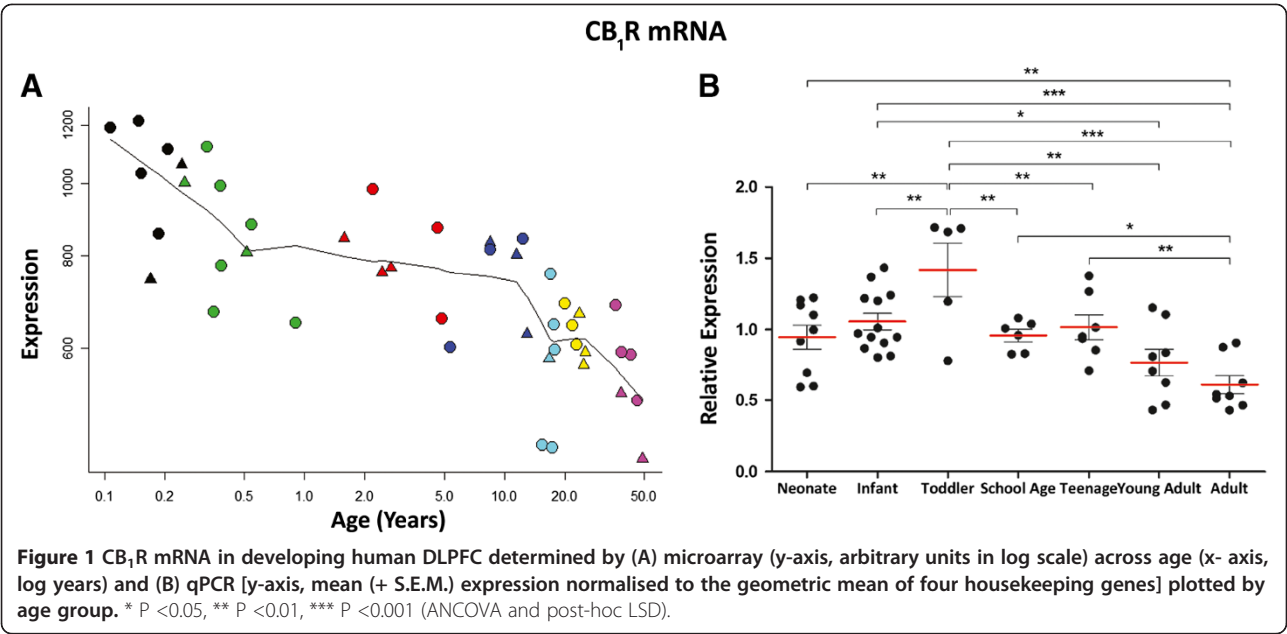 CB1R mRNA
A
B
1200
1000
800
600
Expression
0.1 0.2 0.5 1.0 2.0 5.0 10.0 20.0 50.0
Age (Years)
**
***
*
***
**
** **
** **
*
**
2.0
1.5
1.0
0.5
0.0
Relative Expression
Neonate Infant Toddler School Age Teenage Young Adult Adult
Figure 1 CB1R mRNA in developing human DLPFC determined by (A) microarray (y-axis, arbitrary units in log scale) across age (x- axis,
log years) and (B) qPCR [y-axis, mean (+ S.E.M.) expression normalised to the geometric mean of four housekeeping genes] plotted by
age group. * P <0.05, ** P <0.01, *** P <0.001 (ANCOVA and post-hoc LSD).